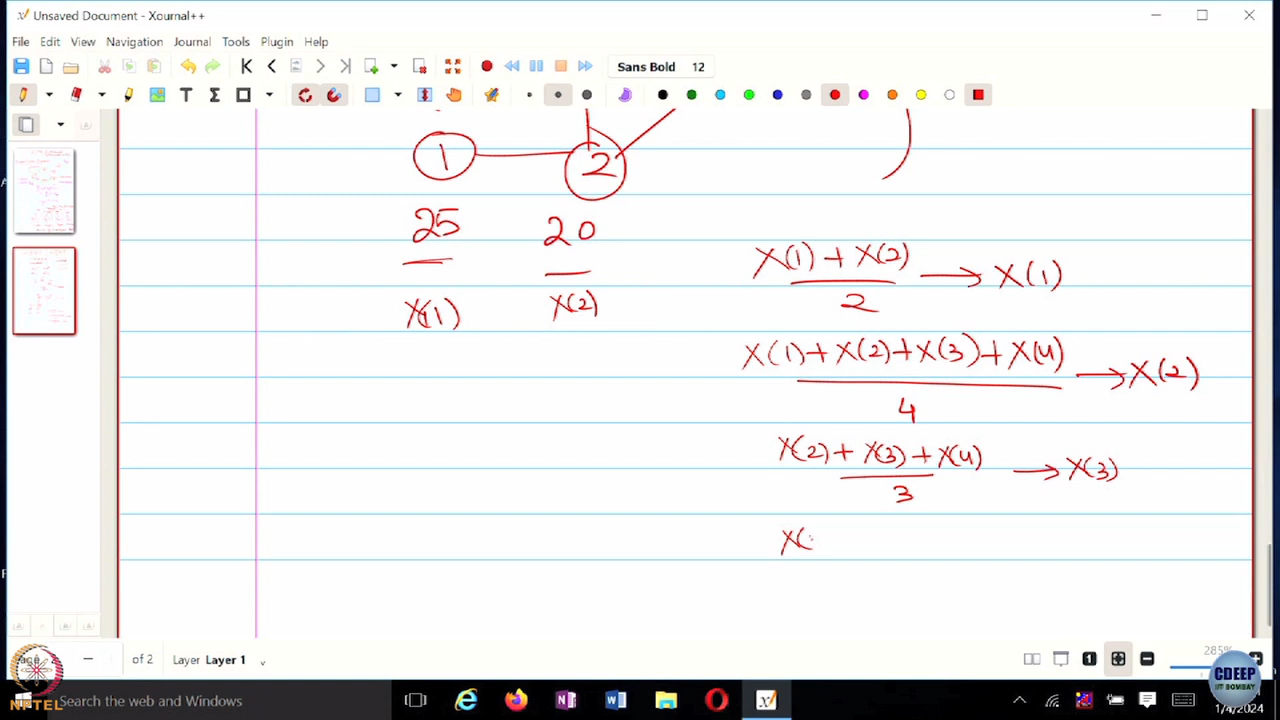 Unsaved Document - Xournal++
File Edit View Navigation Journal Tools Plugin Help
Sans Bold 12
1 2
25 20
X(1) X(2)
X(1) + X(2) / 2 → X(1)
X(1) + X(2) + X(3) + X(4) / 4 → X(2)
X(2) + X(3) + X(4) / 3 → X(3)
X(
of 2 Layer Layer 1
285%
NPTEL
Search the web and Windows
CDEEP
IIT BOMBAY
1/4/2024